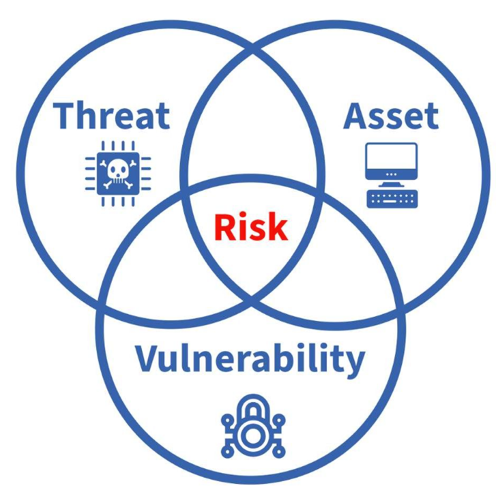 Threat
Asset
Risk
Vulnerability